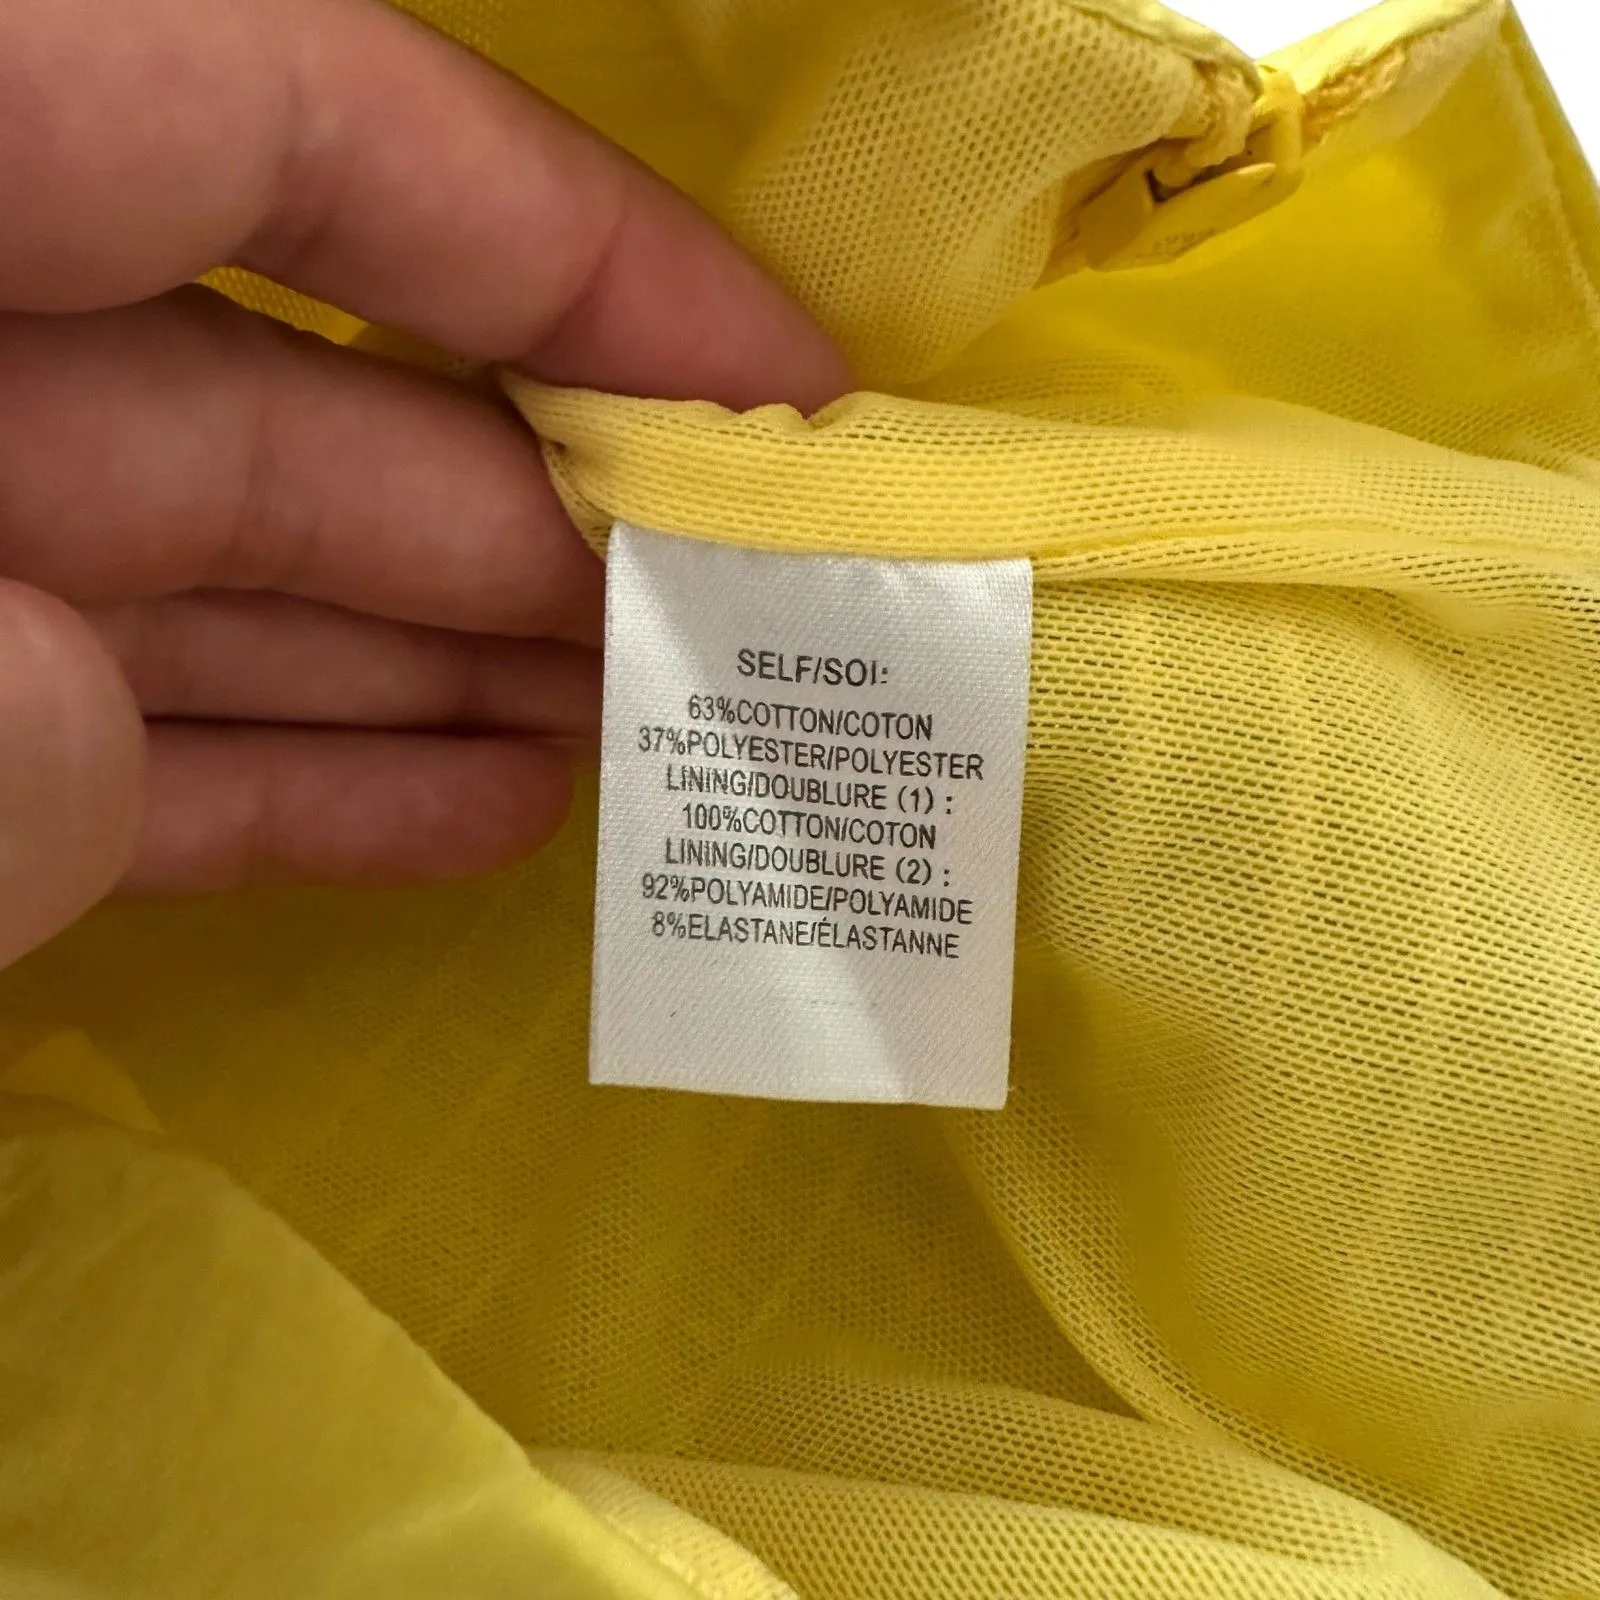 SELF/SOI:
63%COTTON/COTON
37%POLYESTER/POLYESTER
LINING/DOUBLURE (1) :
100%COTTON/COTON
LINING/DOUBLURE (2) :
92%POLYAMIDE/POLYAMIDE
8%ELASTANE/ÉLASTANNE